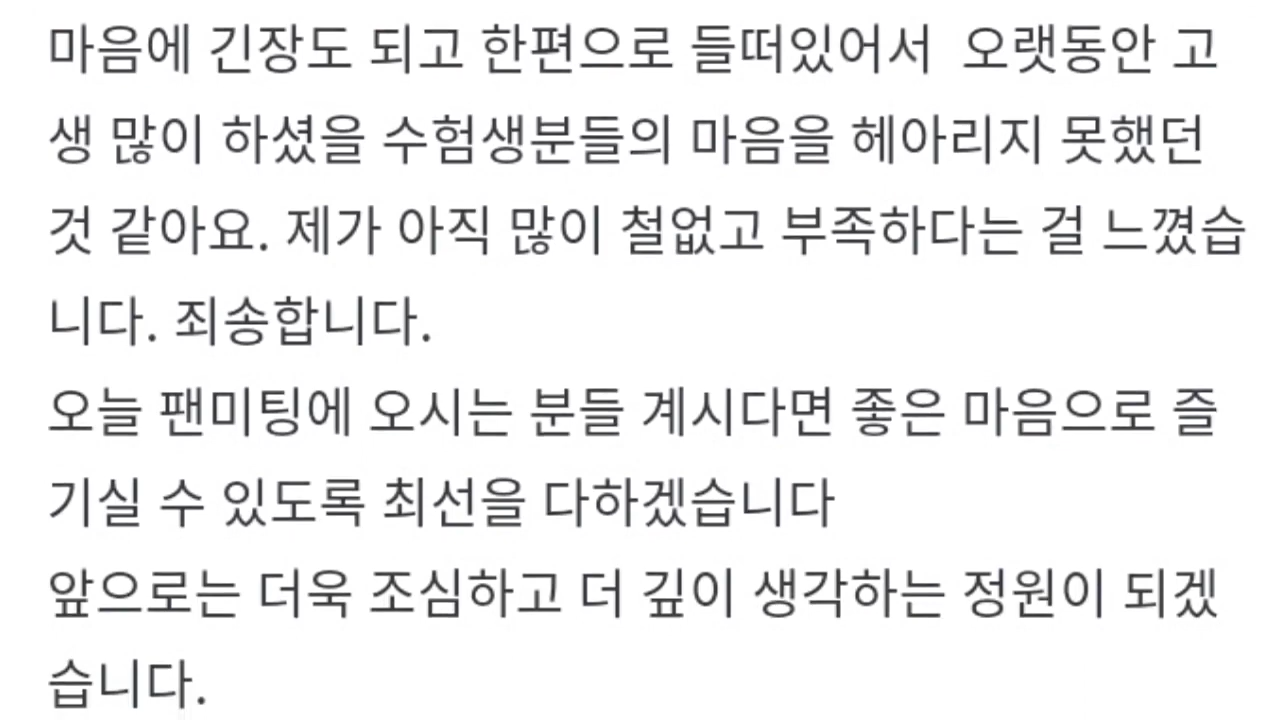 마음에 긴장도 되고 한편으로 들떠있어서  오랫동안 고
생 많이 하셨을 수험생분들의 마음을 헤아리지 못했던
것 같아요. 제가 아직 많이 철없고 부족하다는 걸 느꼈습
니다. 죄송합니다.
오늘 팬미팅에 오시는 분들 계시다면 좋은 마음으로 즐
기실 수 있도록 최선을 다하겠습니다
앞으로는 더욱 조심하고 더 깊이 생각하는 정원이 되겠
습니다.